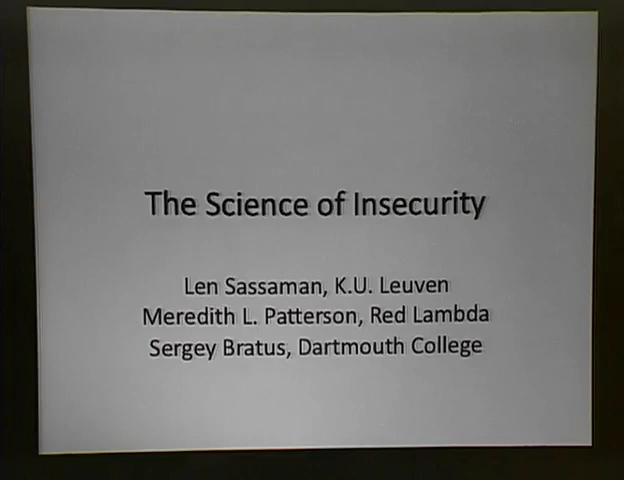 The Science of Insecurity
Len Sassaman, K.U. Leuven
Meredith L. Patterson, Red Lambda
Sergey Bratus, Dartmouth College